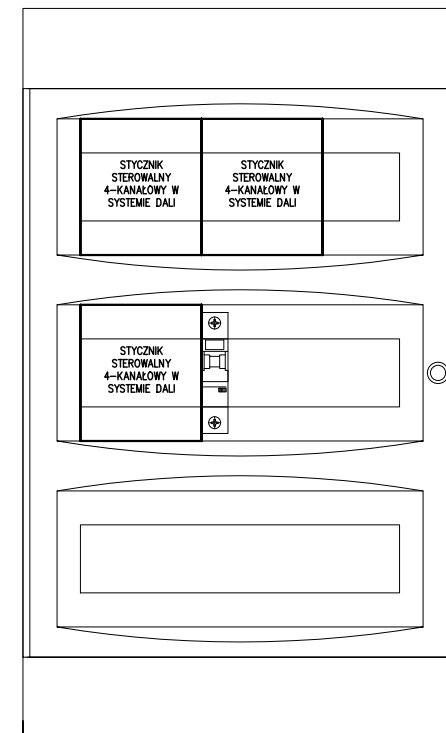 STYCZNIK
STEROWALNY
4-KANAŁOWY W
SYSTEMIE DALI
STYCZNIK
STEROWALNY
4-KANAŁOWY W
SYSTEMIE DALI
STYCZNIK
STEROWALNY
4-KANAŁOWY W
SYSTEMIE DALI